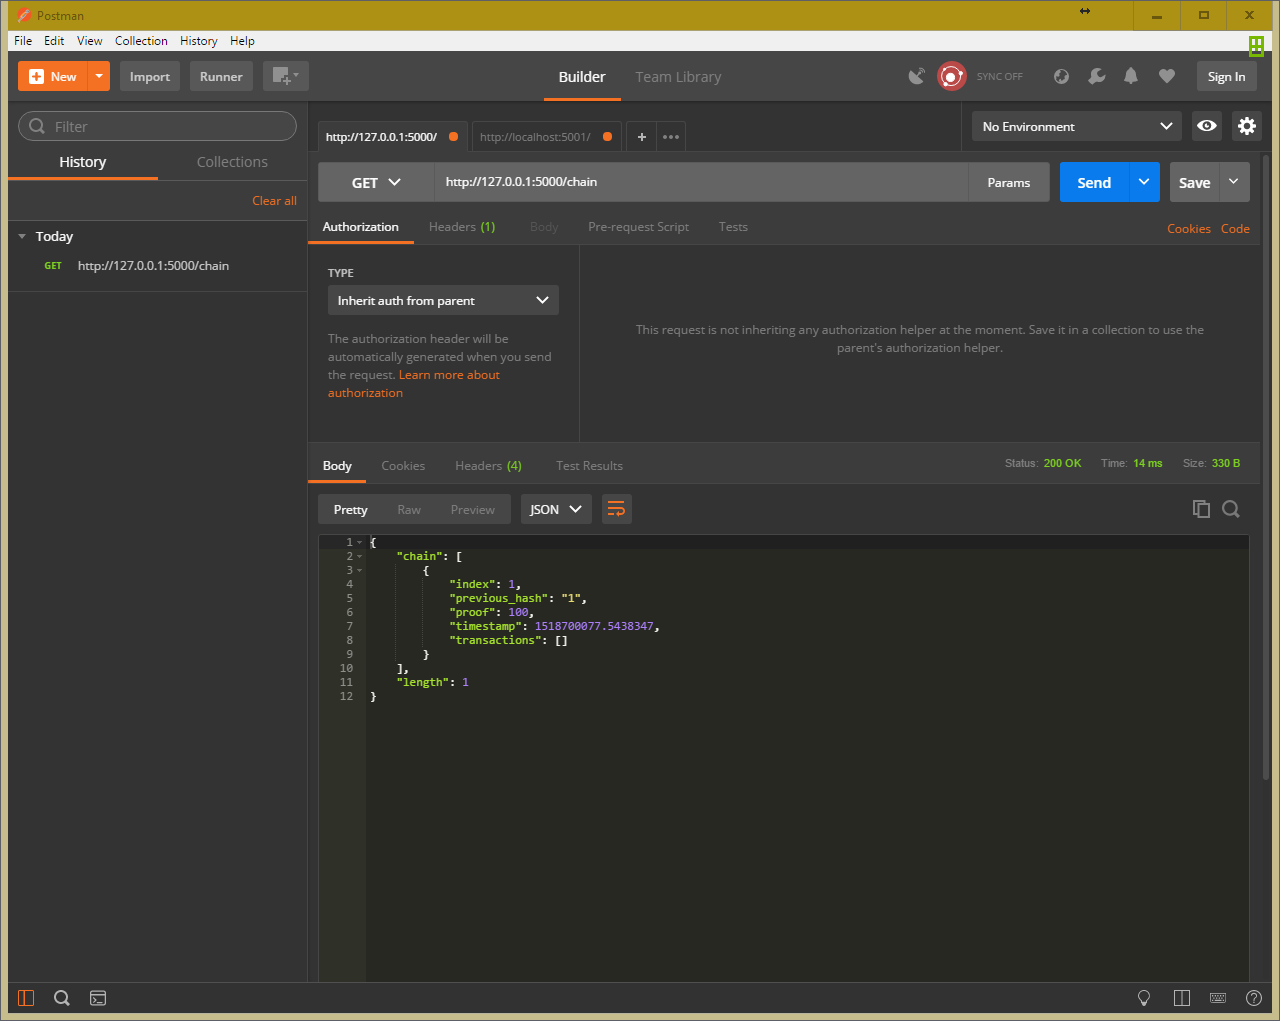 Postman
File Edit View Collection History Help
New Import Runner Builder Team Library SYNC OFF Sign In
Filter
History Collections
Clear all
Today
GET http://127.0.0.1:5000/chain
http://127.0.0.1:5000/ http://localhost:5001/ + ••• No Environment
GET http://127.0.0.1:5000/chain Params Send Save
Authorization Headers (1) Body Pre-request Script Tests Cookies Code
TYPE
Inherit auth from parent
The authorization header will be
automatically generated when you send
the request. Learn more about
authorization
This request is not inheriting any authorization helper at the moment. Save it in a collection to use the
parent's authorization helper.
Body Cookies Headers (4) Test Results Status: 200 OK Time: 14 ms Size: 330 B
Pretty Raw Preview JSON
1 {
2 "chain": [
3 {
4 "index": 1,
5 "previous_hash": "1",
6 "proof": 100,
7 "timestamp": 1518700077.5438347,
8 "transactions": []
9 }
10 ],
11 "length": 1
12 }